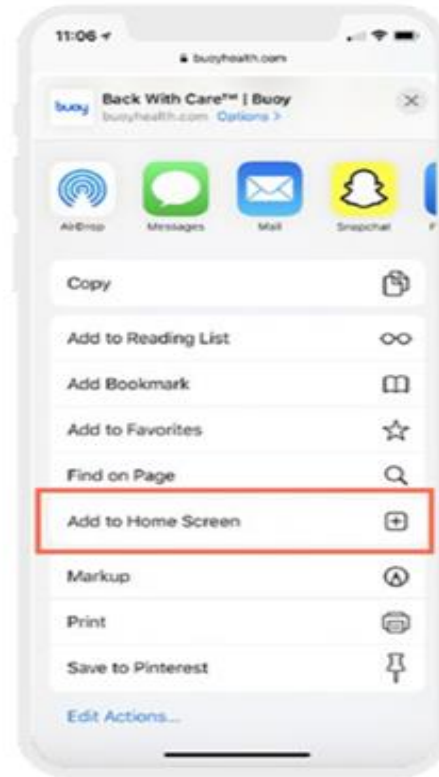 11:06
buoyhealth.com
buoy
Back With Care™ | Buoy
buoyhealth.com Options >
AirDrop Messages Mail Snapchat
Copy
Add to Reading List
Add Bookmark
Add to Favorites
Find on Page
Add to Home Screen
Markup
Print
Save to Pinterest
Edit Actions...